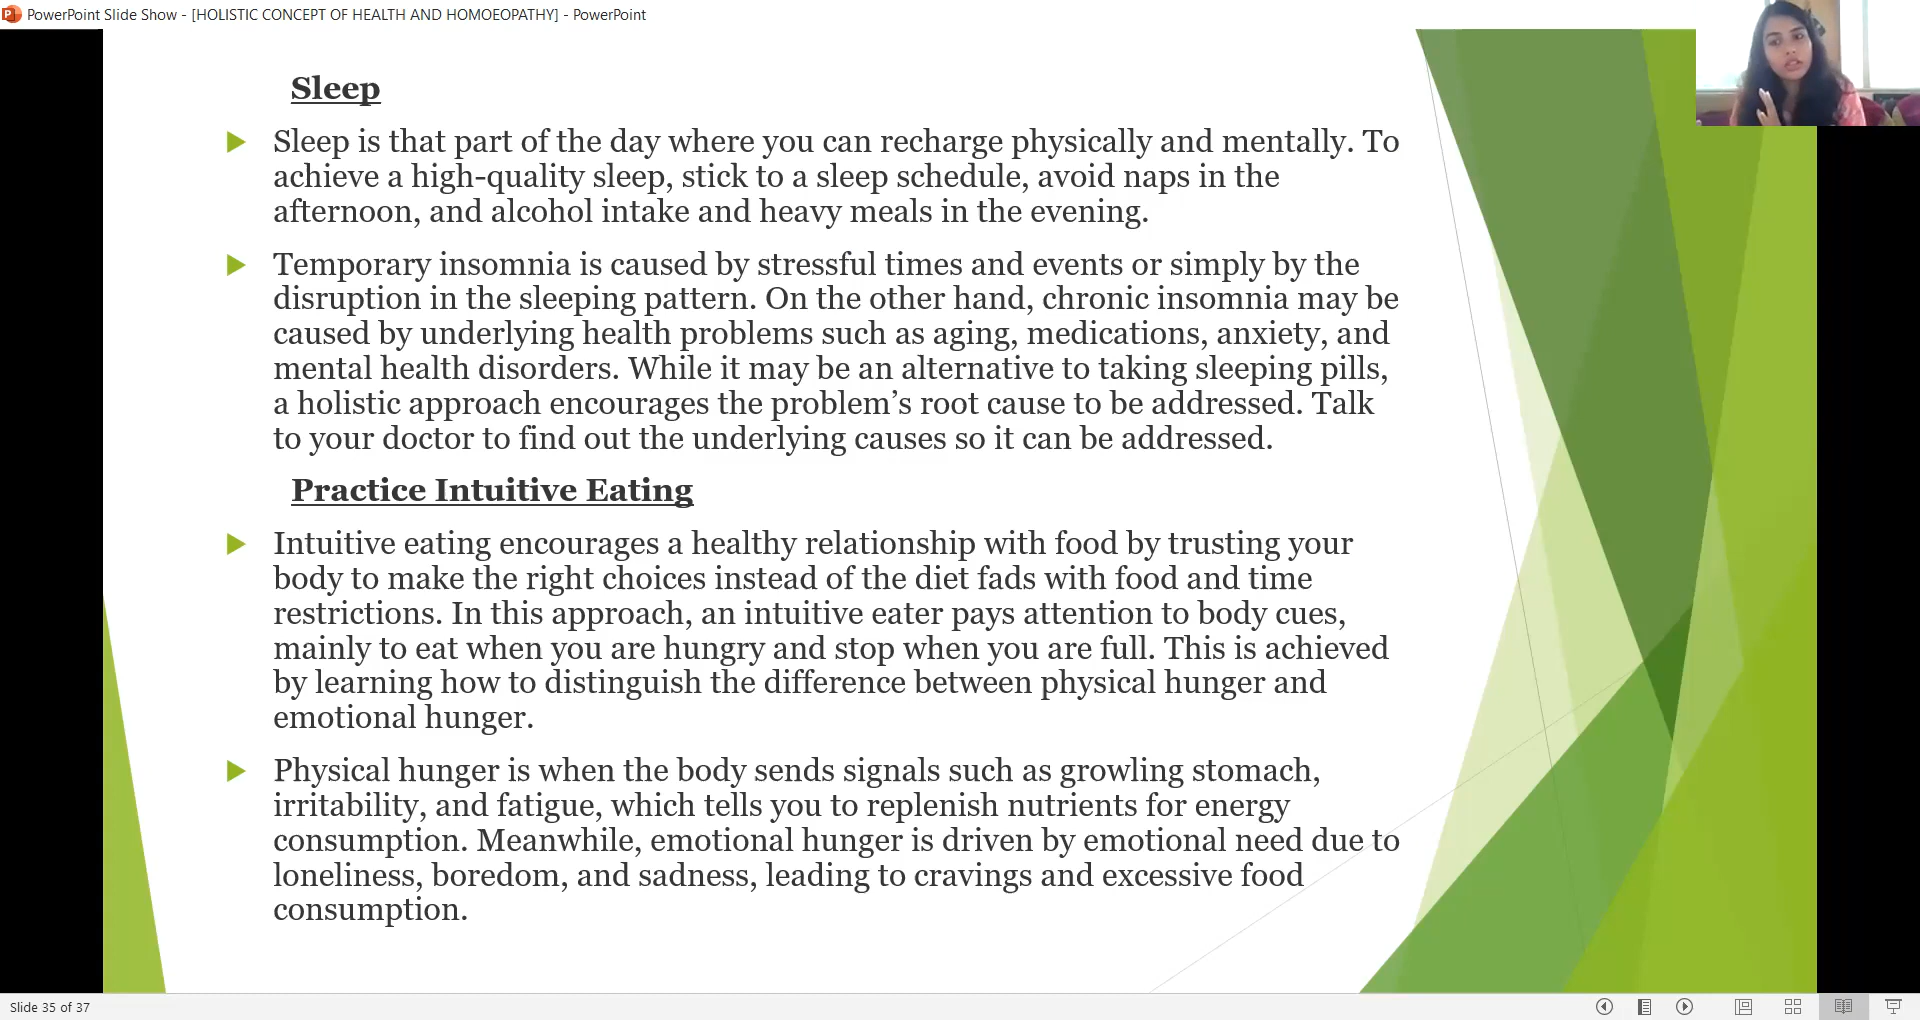 PowerPoint Slide Show - [HOLISTIC CONCEPT OF HEALTH AND HOMOEOPATHY] - PowerPoint
Sleep
Sleep is that part of the day where you can recharge physically and mentally. To
achieve a high-quality sleep, stick to a sleep schedule, avoid naps in the
afternoon, and alcohol intake and heavy meals in the evening.
Temporary insomnia is caused by stressful times and events or simply by the
disruption in the sleeping pattern. On the other hand, chronic insomnia may be
caused by underlying health problems such as aging, medications, anxiety, and
mental health disorders. While it may be an alternative to taking sleeping pills,
a holistic approach encourages the problem’s root cause to be addressed. Talk
to your doctor to find out the underlying causes so it can be addressed.
Practice Intuitive Eating
Intuitive eating encourages a healthy relationship with food by trusting your
body to make the right choices instead of the diet fads with food and time
restrictions. In this approach, an intuitive eater pays attention to body cues,
mainly to eat when you are hungry and stop when you are full. This is achieved
by learning how to distinguish the difference between physical hunger and
emotional hunger.
Physical hunger is when the body sends signals such as growling stomach,
irritability, and fatigue, which tells you to replenish nutrients for energy
consumption. Meanwhile, emotional hunger is driven by emotional need due to
loneliness, boredom, and sadness, leading to cravings and excessive food
consumption.
Slide 35 of 37